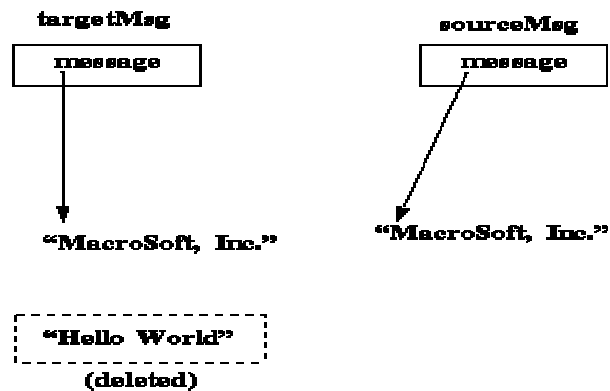 targetMsg
sourceMsg
message
message
“MacroSoft, Inc.”
“MacroSoft, Inc.”
“Hello World”
(deleted)